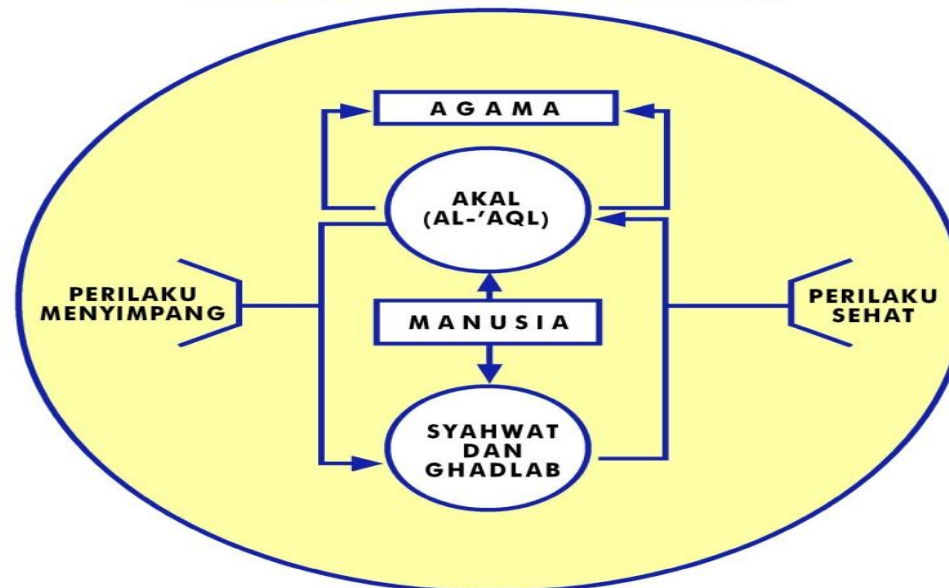 AGAMA
AKAL
(AL-'AQL)
PERILAKU
MENYIMPANG
MANUSIA
PERILAKU
SEHAT
SYAHWAT
DAN
GHADLAB